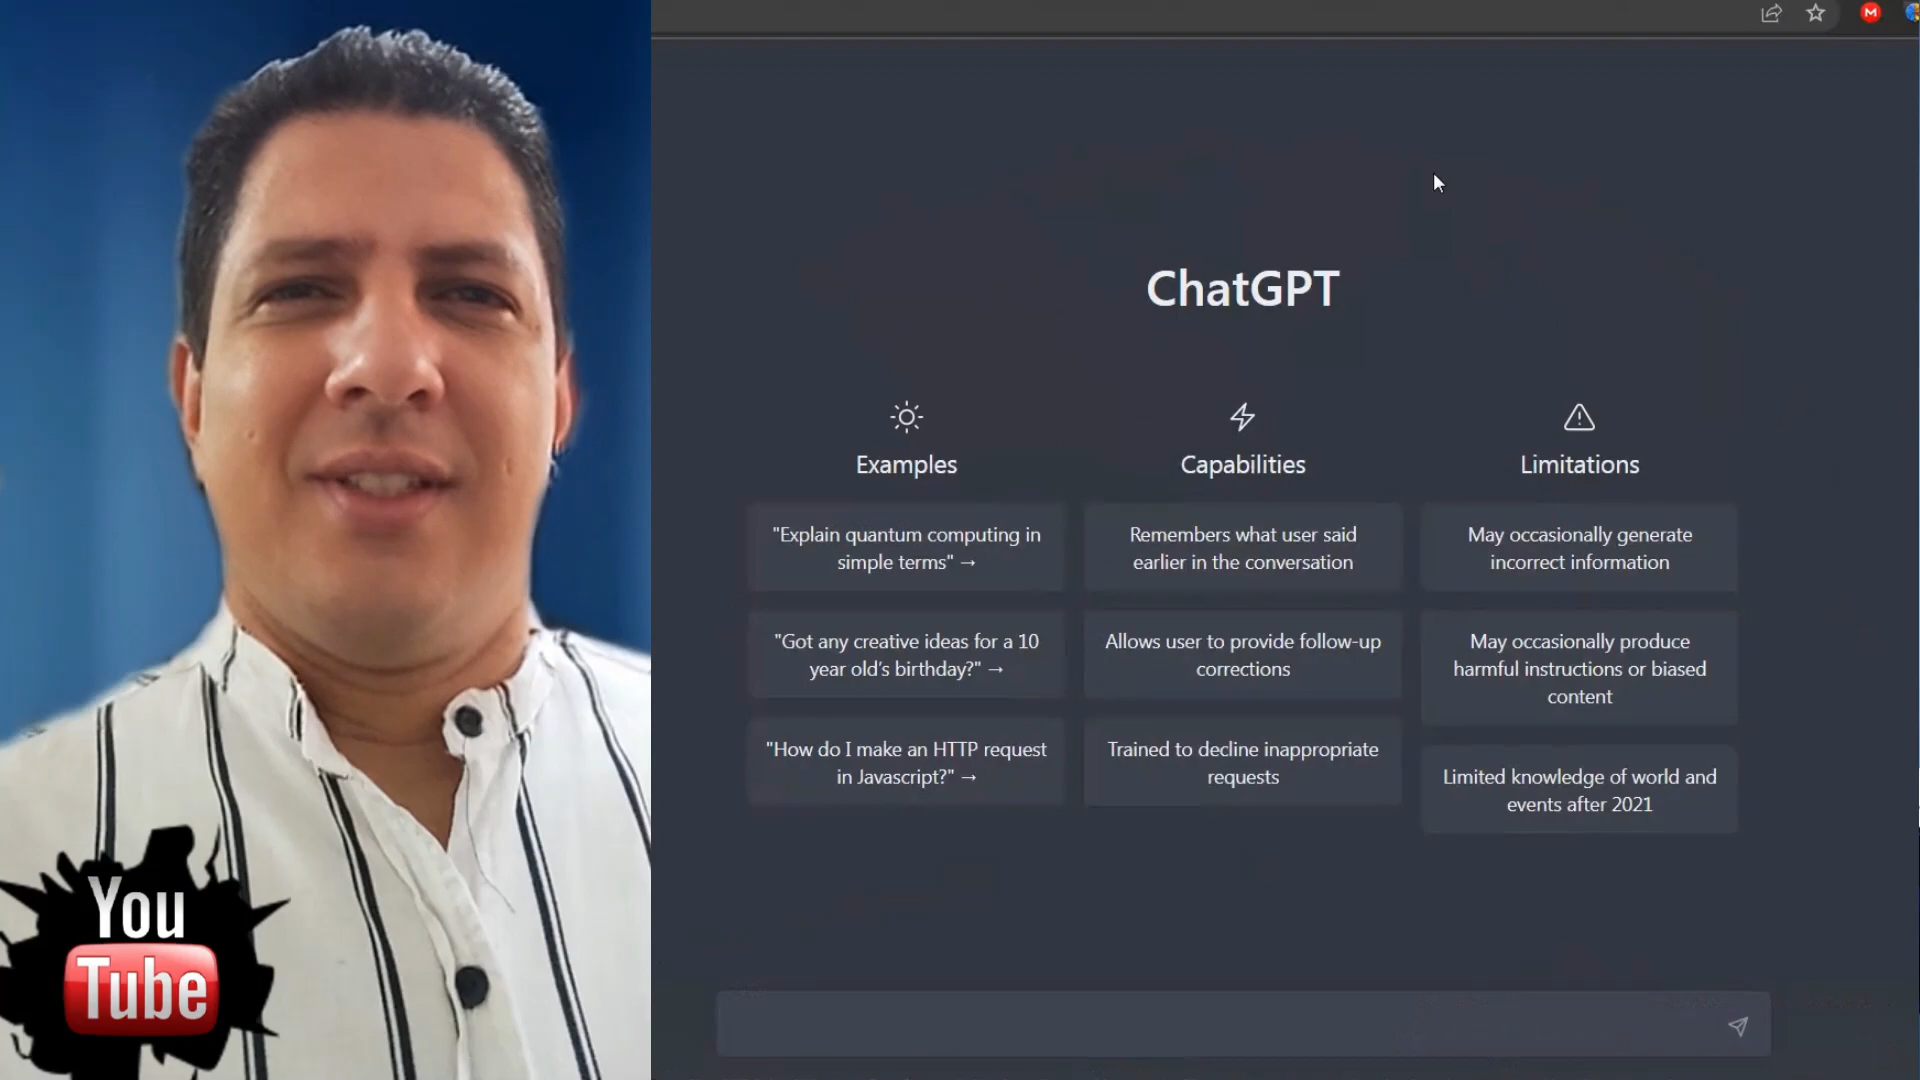 You
Tube
ChatGPT
Examples
"Explain quantum computing in
simple terms" →
"Got any creative ideas for a 10
year old's birthday?" →
"How do I make an HTTP request
in Javascript?" →
Capabilities
Remembers what user said
earlier in the conversation
Allows user to provide follow-up
corrections
Trained to decline inappropriate
requests
Limitations
May occasionally generate
incorrect information
May occasionally produce
harmful instructions or biased
content
Limited knowledge of world and
events after 2021